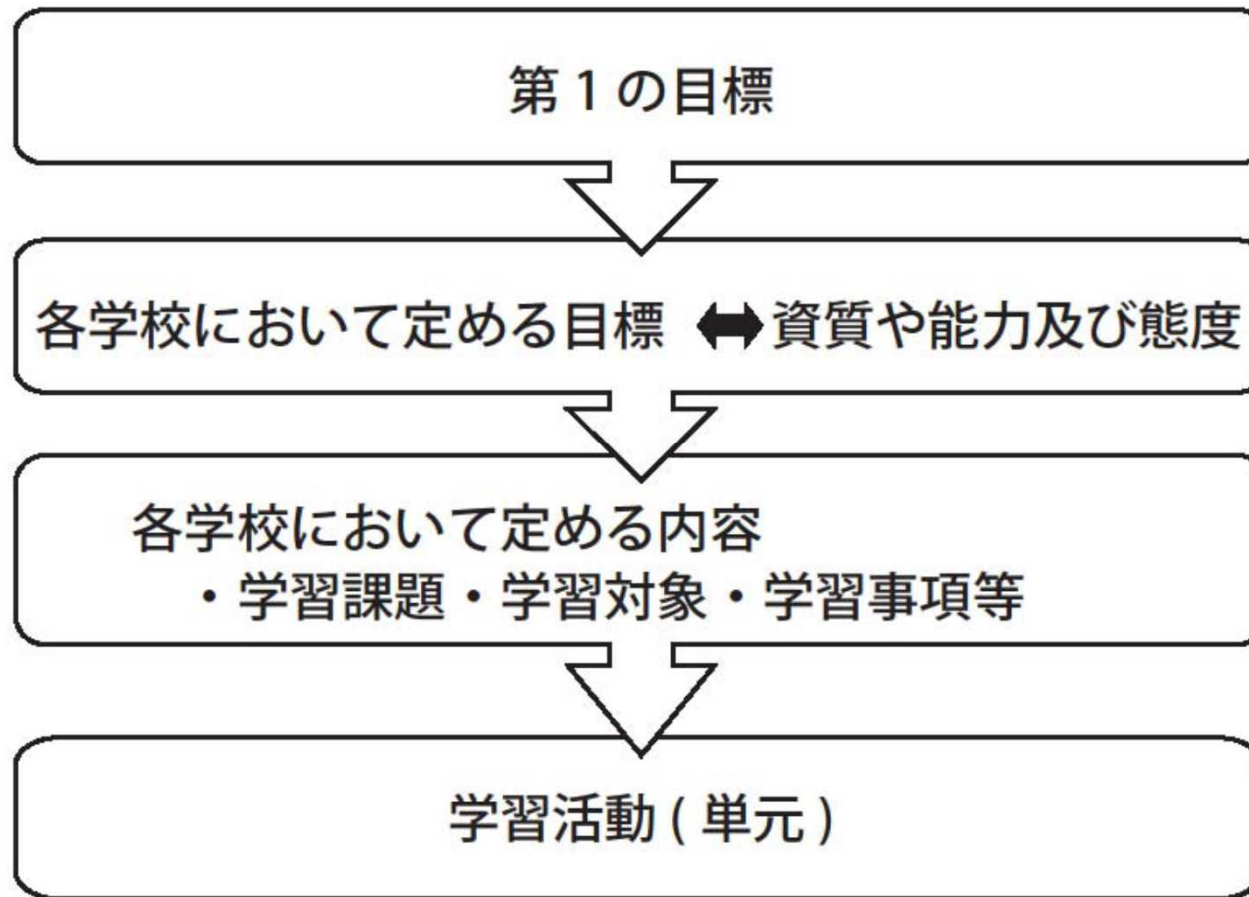 第 1 の目標
各学校において定める目標 ⬌ 資質や能力及び態度
各学校において定める内容
・学習課題・学習対象・学習事項等
学習活動 ( 単元 )